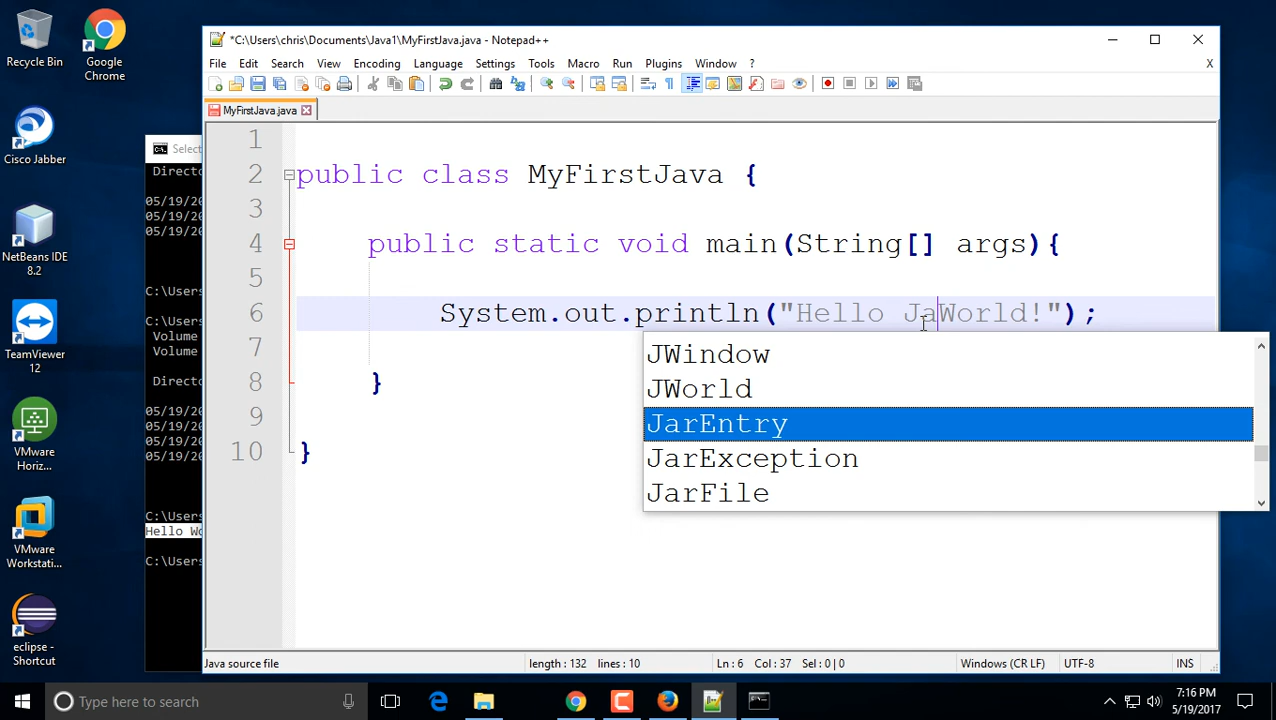 Recycle Bin
Google
Chrome
Cisco Jabber
NetBeans IDE
8.2
TeamViewer
12
VMware
Horiz...
VMware
Workstati...
eclipse -
Shortcut
*C:\Users\chris\Documents\Java1\MyFirstJava.java - Notepad++
File Edit Search View Encoding Language Settings Tools Macro Run Plugins Window ? X
MyFirstJava.java
1
2 public class MyFirstJava {
3
4 public static void main(String[] args){
5
6 System.out.println("Hello JaWorld!");
7
8 }
9
10 }
JWindow
JWorld
JarEntry
JarException
JarFile
Java source file length : 132 lines : 10 Ln : 6 Col : 37 Sel : 0 | 0 Windows (CR LF) UTF-8 INS
Select
Directo
05/19/20
05/19/20
05/19/20
C:\Users
C:\Users
Volume
Volume
Directo
05/19/20
05/19/20
05/19/20
05/19/20
C:\Users
Hello Wo
C:\Users
Type here to search
7:16 PM
5/19/2017